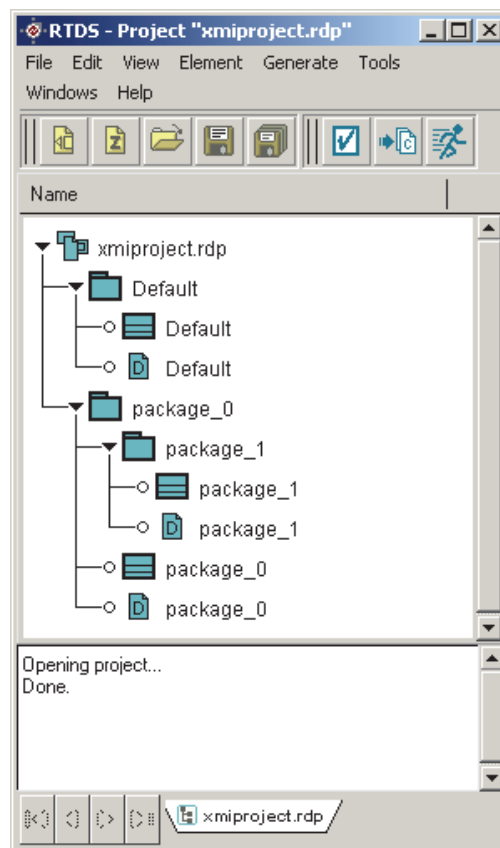 RTDS - Project "xmiproject.rdp"
File Edit View Element Generate Tools
Windows Help
Name
xmiproject.rdp
Default
Default
D Default
package_0
package_1
package_1
D package_1
package_0
D package_0
Opening project...
Done.
xmiproject.rdp